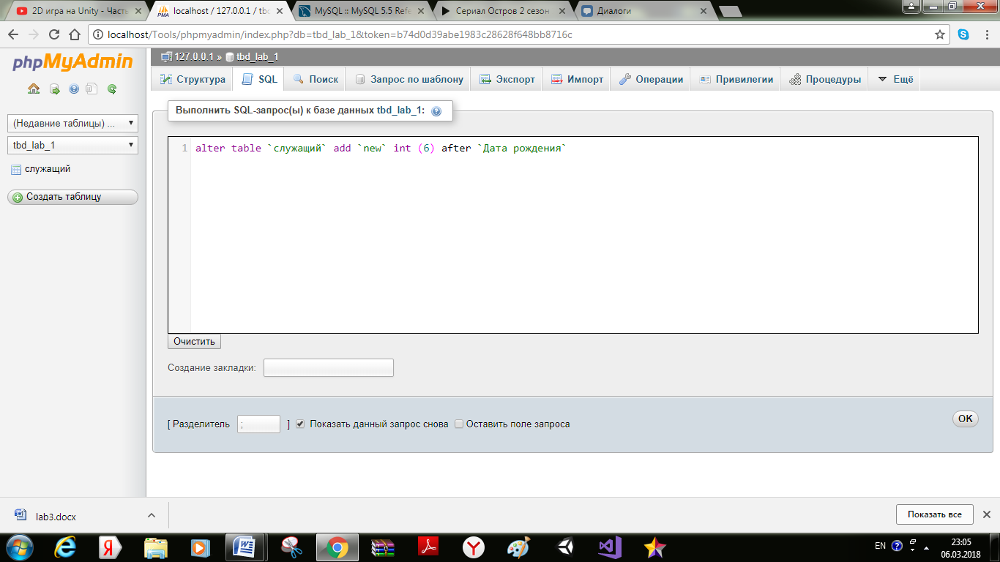 2D игра на Unity - Часть
localhost / 127.0.0.1 / tbd
MySQL :: MySQL 5.5 Refe
Сериал Остров 2 сезон
Диалоги
localhost/Tools/phpmyadmin/index.php?db=tbd_lab_1&token=b74d0d39abe1983c28628f648bb8716c
phpMyAdmin
127.0.0.1 » tbd_lab_1
Структура SQL Поиск Запрос по шаблону Экспорт Импорт Операции Привилегии Процедуры Ещё
(Недавние таблицы) ...
tbd_lab_1
служащий
Создать таблицу
Выполнить SQL-запрос(ы) к базе данных tbd_lab_1:
1 alter table `служащий` add `new` int (6) after `Дата рождения`
Очистить
Создание закладки:
[ Разделитель ; ] Показать данный запрос снова Оставить поле запроса
OK
lab3.docx
Показать все
EN
23:05
06.03.2018